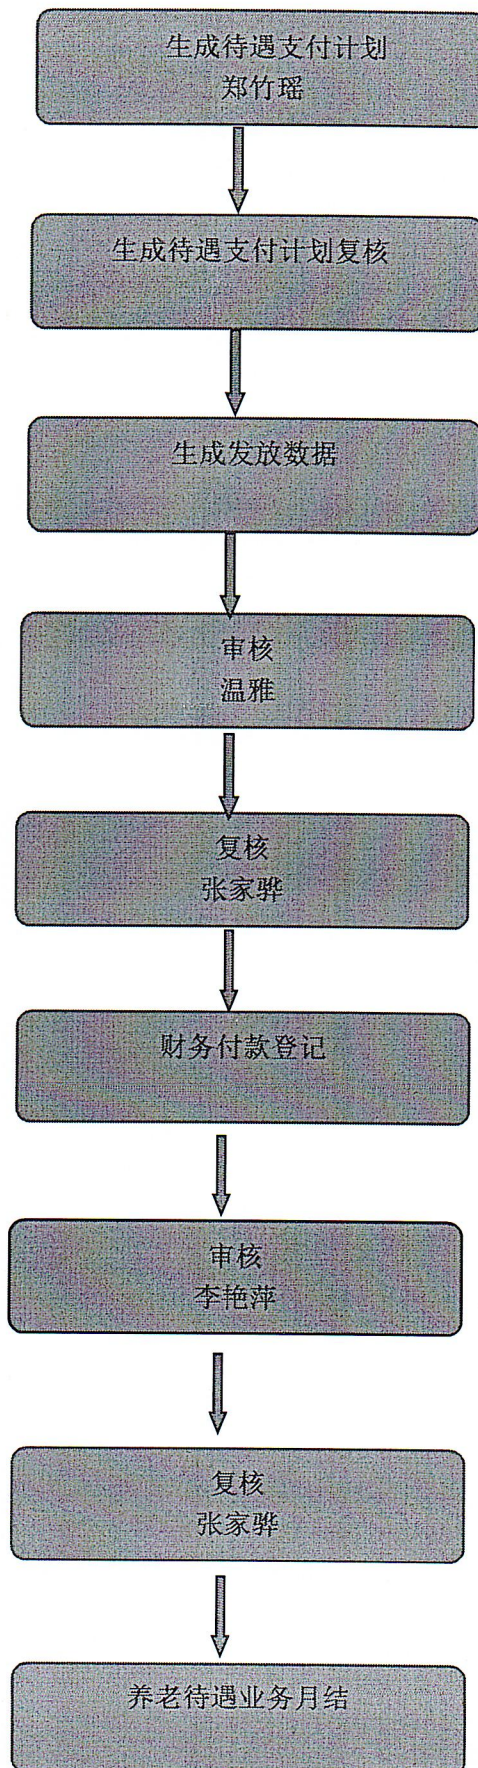 生成待遇支付计划
郑竹瑶
生成待遇支付计划复核
生成发放数据
审核
温雅
复核
张家骅
财务付款登记
审核
李艳萍
复核
张家骅
养老待遇业务月结